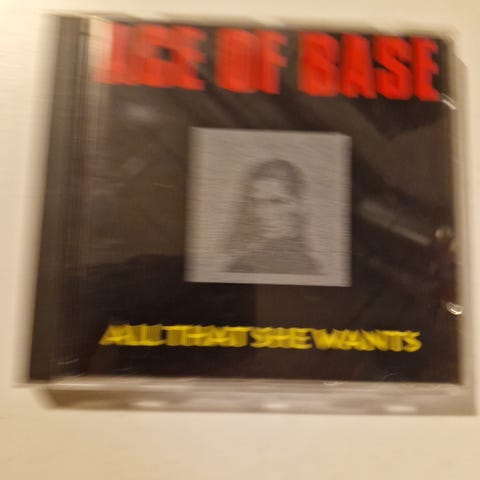 ACE OF BASE
ALL THAT SHE WANTS